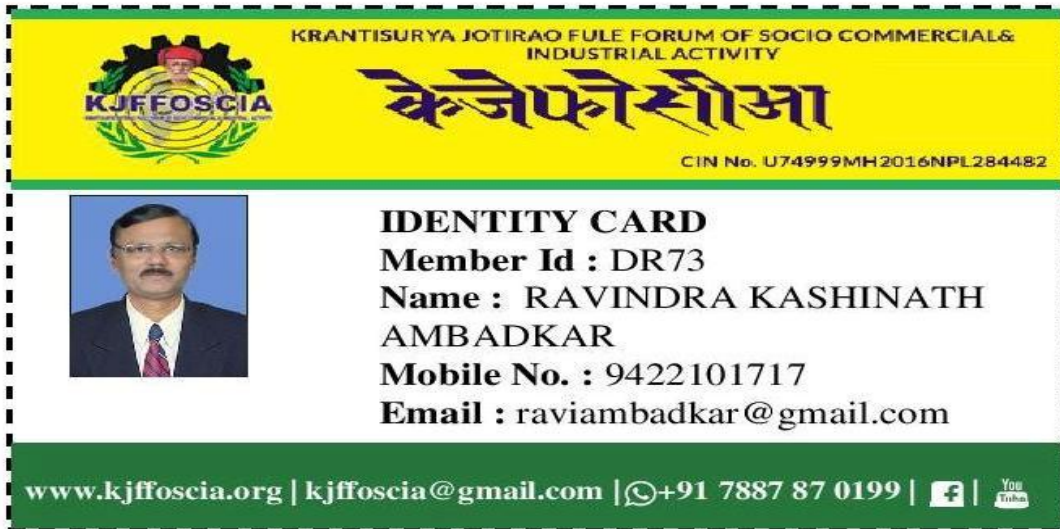 KRANTISURYA JOTIRAO FULE FORUM OF SOCIO COMMERCIAL&
INDUSTRIAL ACTIVITY
KJFFOSCIA
केजेफोसीआ
CIN No. U74999MH2016NPL284482
IDENTITY CARD
Member Id : DR73
Name : RAVINDRA KASHINATH
AMBADKAR
Mobile No. : 9422101717
Email : raviambadkar@gmail.com
www.kjffoscia.org | kjffoscia@gmail.com | +91 7887 87 0199 | f | You Tube